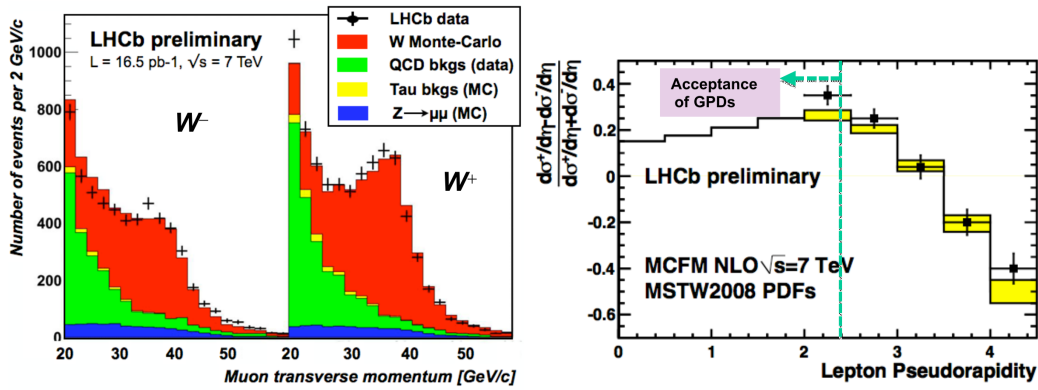 Number of events per 2 GeV/c
1000
800
600
400
200
0
LHCb preliminary
L = 16.5 pb-1, √s = 7 TeV
W-
W+
LHCb data
W Monte-Carlo
QCD bkgs (data)
Tau bkgs (MC)
Z⟶μμ (MC)
20 30 40 50 20 30 40 50
Muon transverse momentum [GeV/c]
dσ⁺/dη-dσ⁻/dη
dσ⁺/dη+dσ⁻/dη
0.4
0.2
0
-0.2
-0.4
-0.6
Acceptance
of GPDs
LHCb preliminary
MCFM NLO√s=7 TeV
MSTW2008 PDFs
0 1 2 3 4
Lepton Pseudorapidity